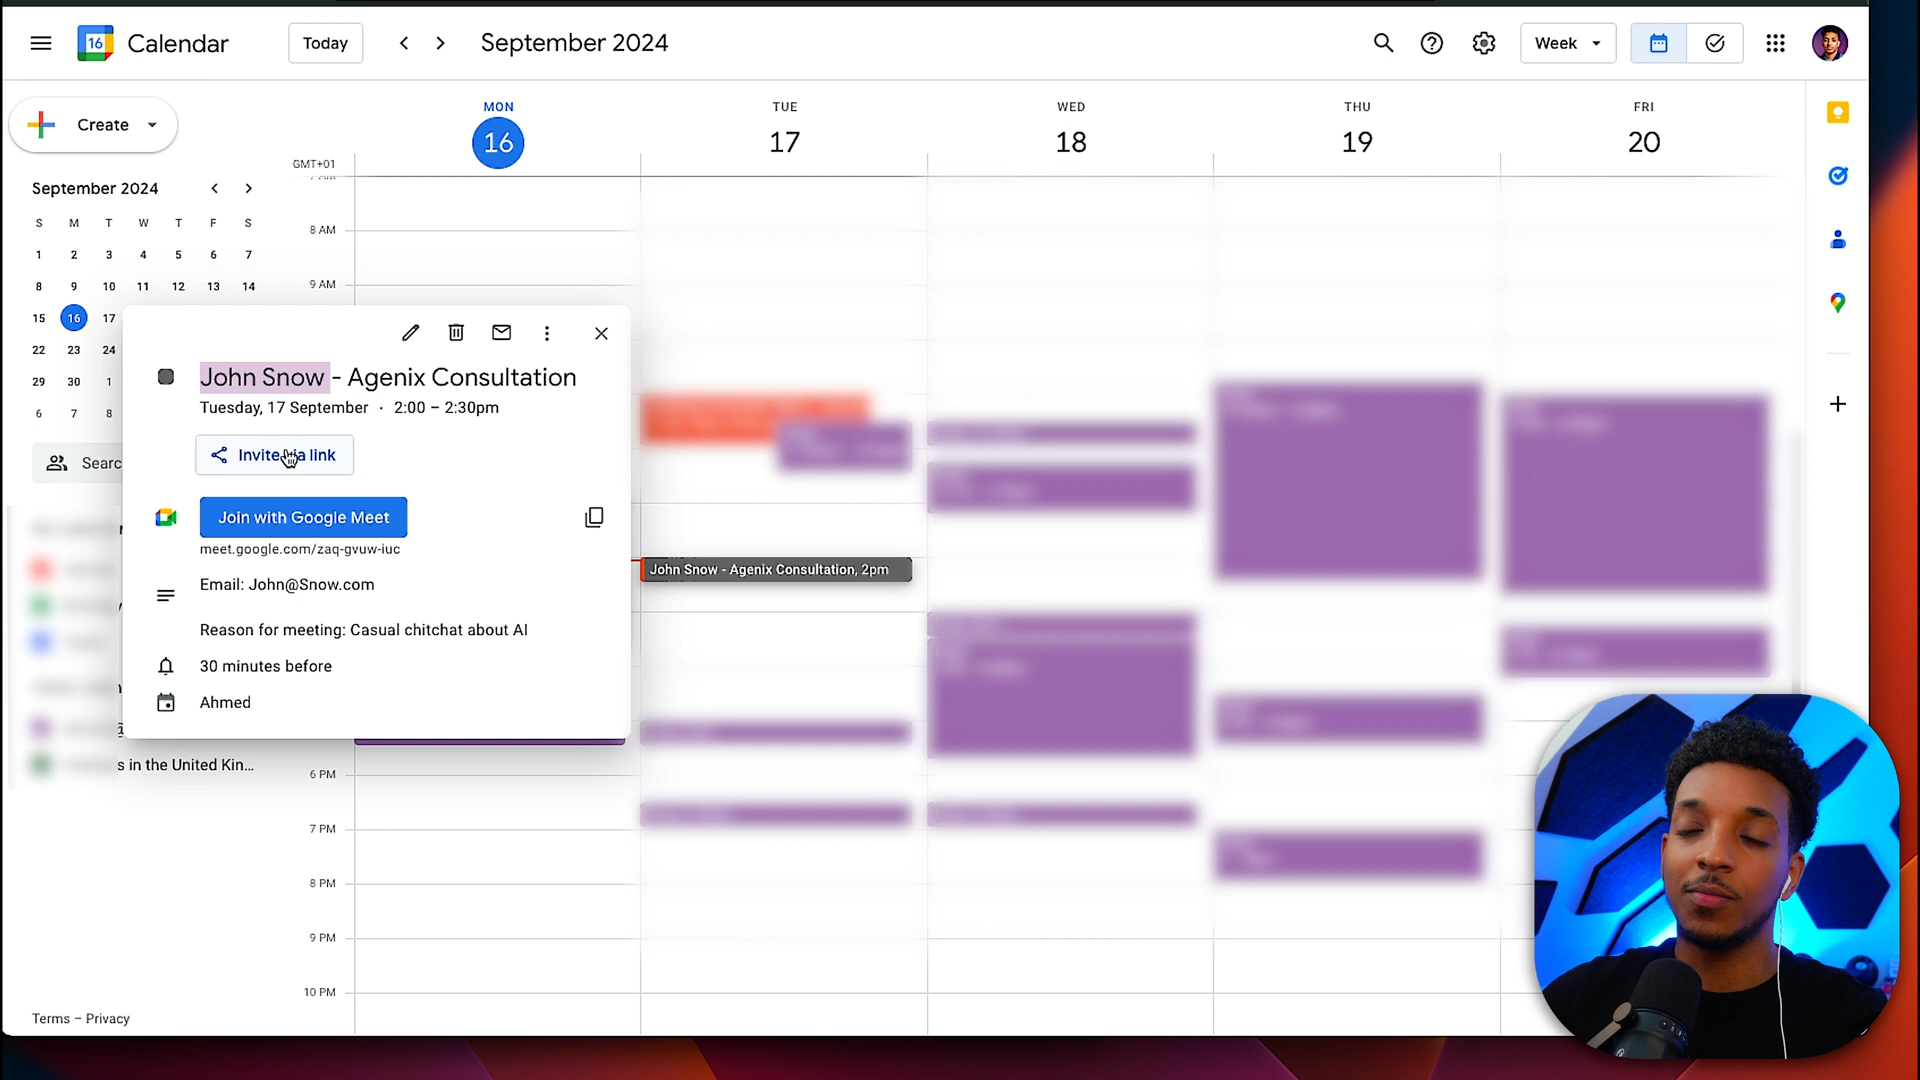 16 Calendar Today September 2024 Week
Create
MON TUE WED THU FRI
16 17 18 19 20
GMT+01
September 2024
S M T W T F S
1 2 3 4 5 6 7
8 9 10 11 12 13 14
15 16 17
22 23 24
29 30 1
6 7 8
8 AM
9 AM
John Snow - Agenix Consultation
Tuesday, 17 September · 2:00 – 2:30pm
Invite via link
Searc
Join with Google Meet
meet.google.com/zaq-gvuw-iuc
Email: John@Snow.com
Reason for meeting: Casual chitchat about AI
30 minutes before
Ahmed
John Snow - Agenix Consultation, 2pm
s in the United Kin...
6 PM
7 PM
8 PM
9 PM
10 PM
Terms – Privacy